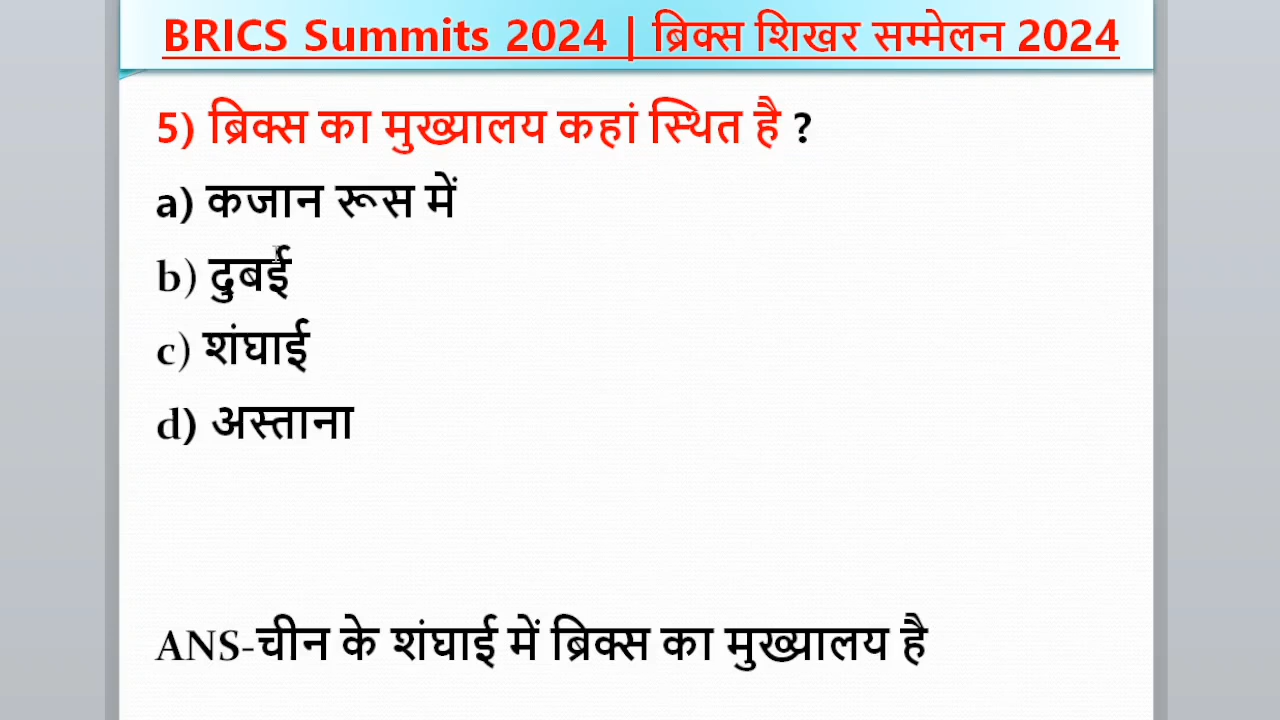 BRICS Summits 2024 | ब्रिक्स शिखर सम्मेलन 2024
5) ब्रिक्स का मुख्यालय कहां स्थित है ?
a) कजान रूस में
b) दुबई
c) शंघाई
d) अस्ताना
ANS-चीन के शंघाई में ब्रिक्स का मुख्यालय है